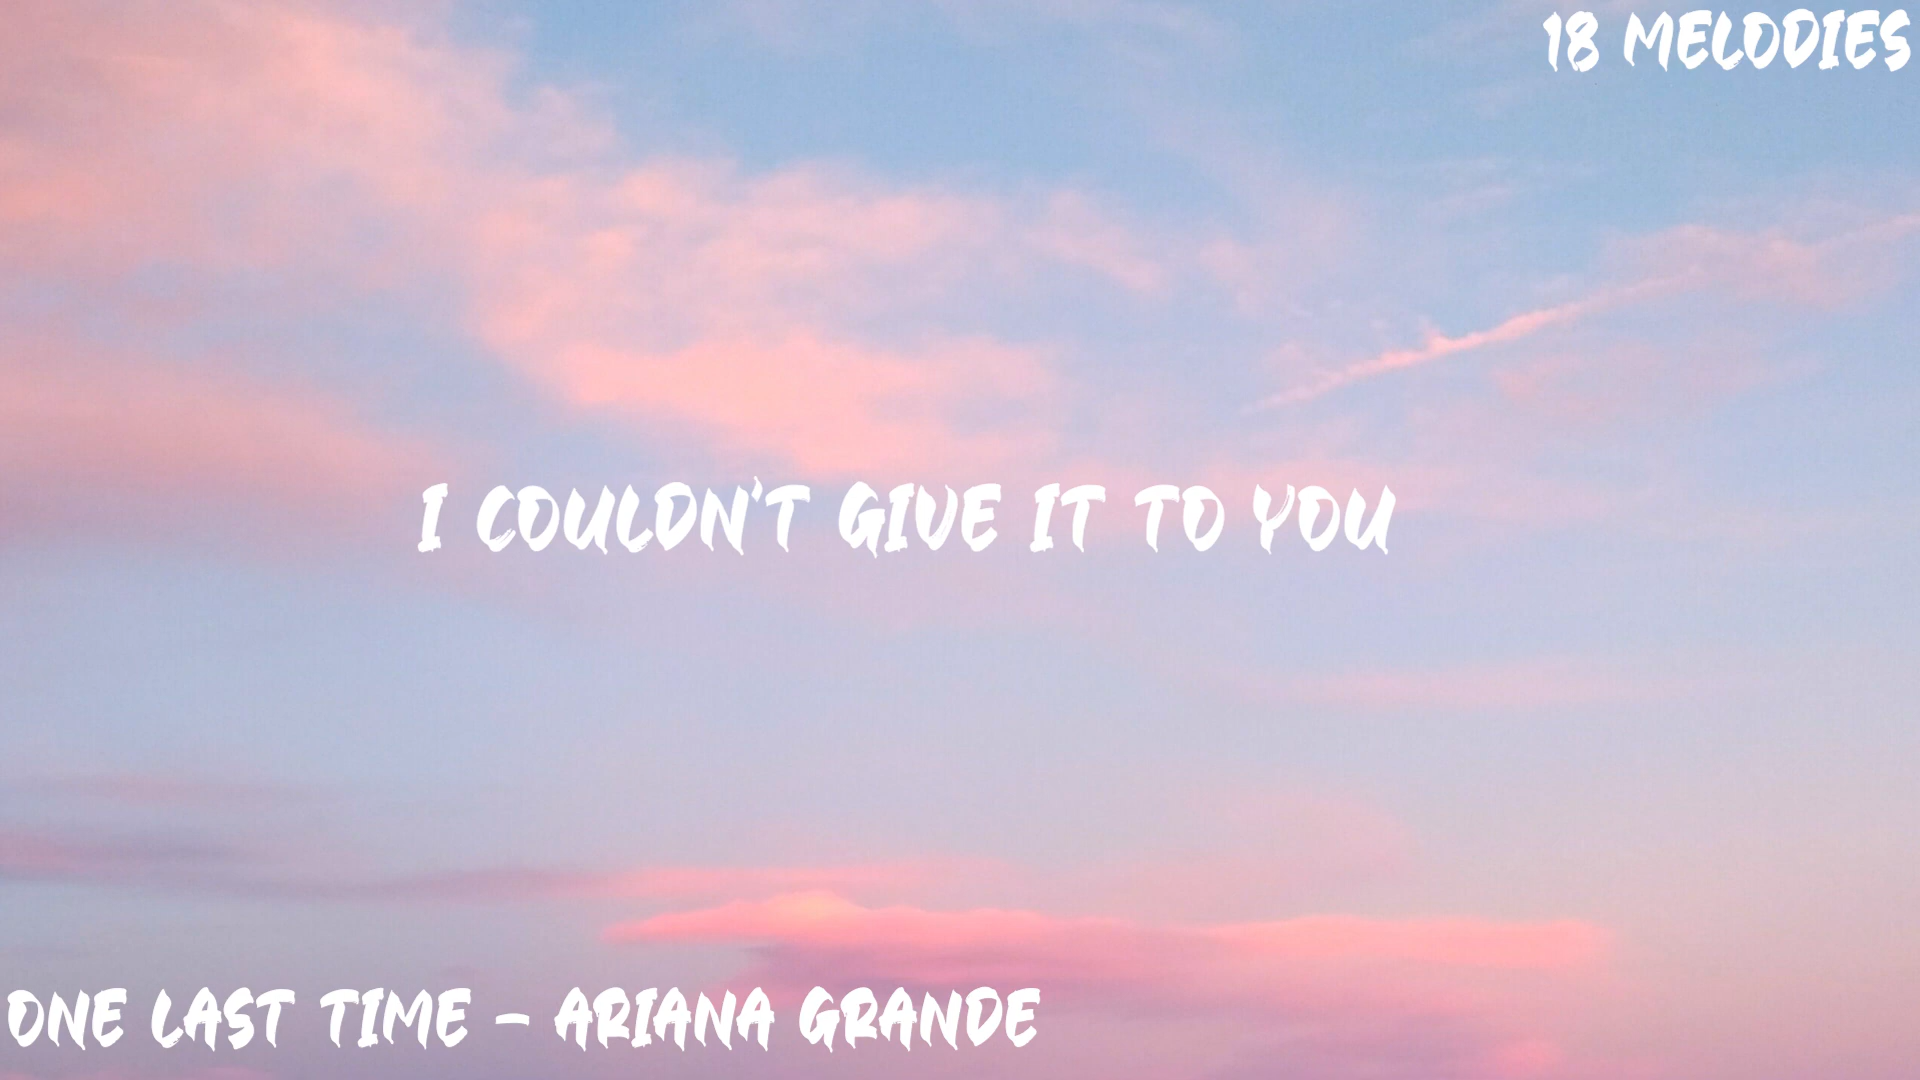 18 MELODIES
I COULDN'T GIVE IT TO YOU
ONE LAST TIME - ARIANA GRANDE